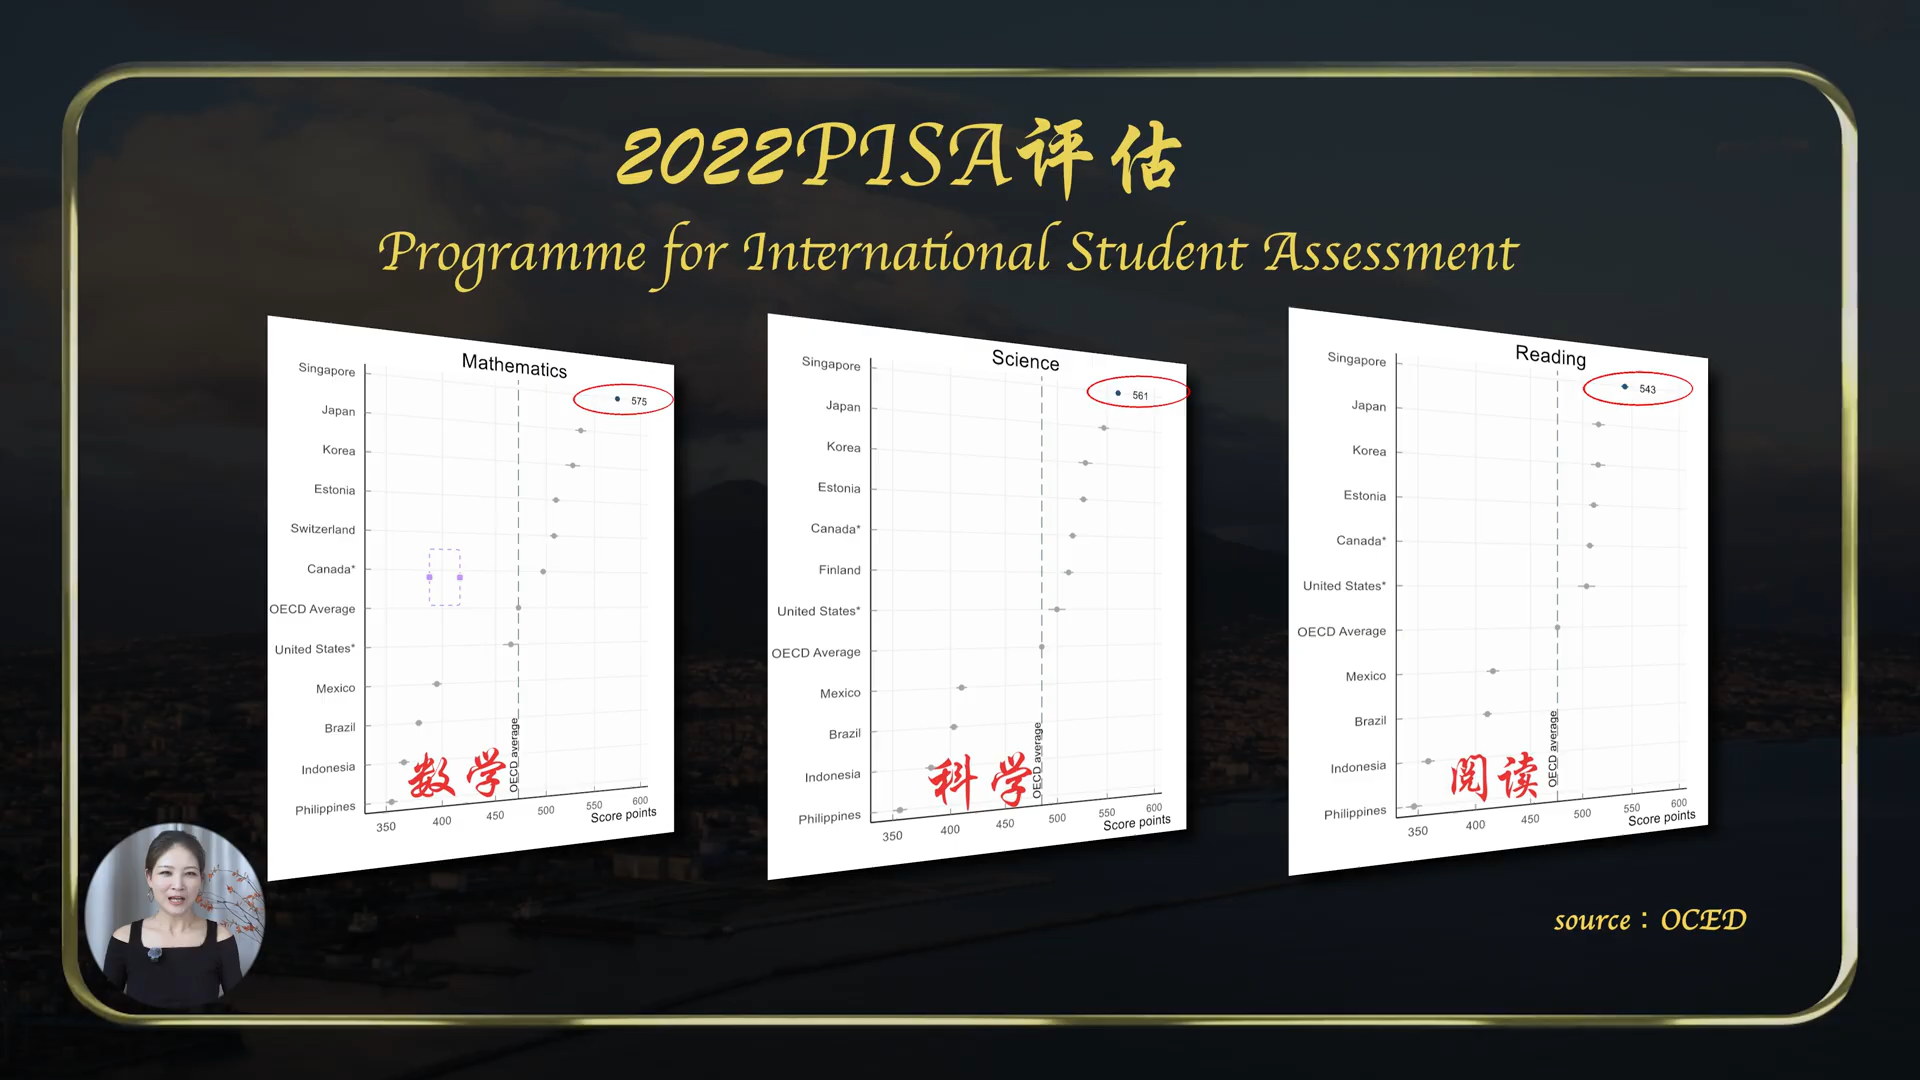 2022PISA评估
Programme for International Student Assessment
Mathematics
Singapore
575
Japan
Korea
Estonia
Switzerland
Canada*
OECD Average
United States*
Mexico
Brazil
Indonesia
Philippines
数学
OECD average
350 400 450 500 550 600
Score points
Science
Singapore
561
Japan
Korea
Estonia
Canada*
Finland
United States*
OECD Average
Mexico
Brazil
Indonesia
Philippines
科学
OECD average
350 400 450 500 550 600
Score points
Reading
Singapore
543
Japan
Korea
Estonia
Canada*
United States*
OECD Average
Mexico
Brazil
Indonesia
Philippines
阅读
OECD average
350 400 450 500 550 600
Score points
source：OCED